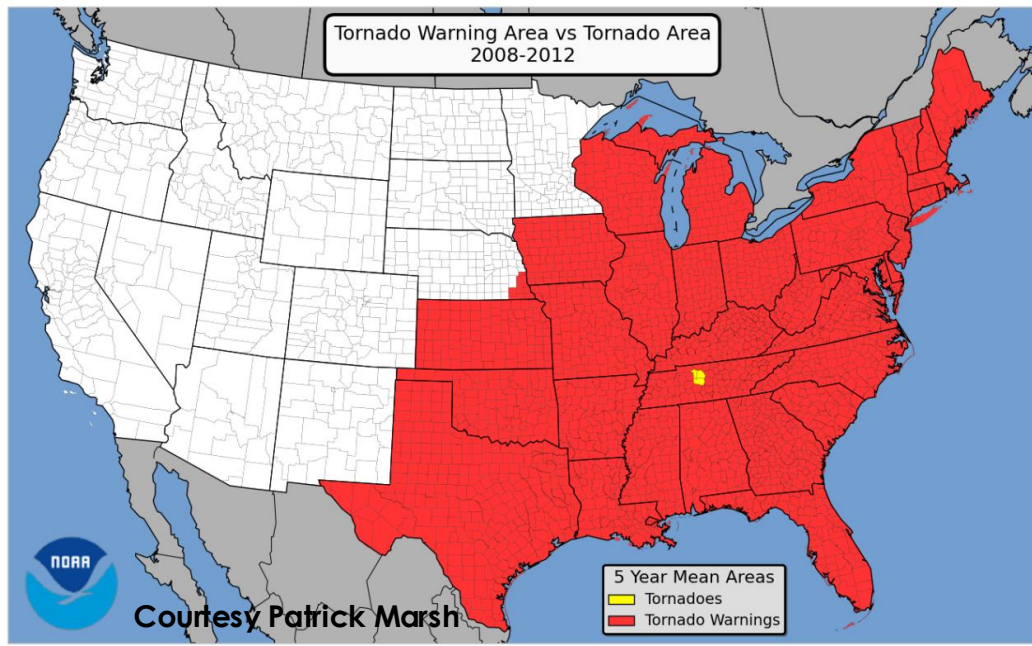 Tornado Warning Area vs Tornado Area
2008-2012
NOAA
Courtesy Patrick Marsh
5 Year Mean Areas
Tornadoes
Tornado Warnings